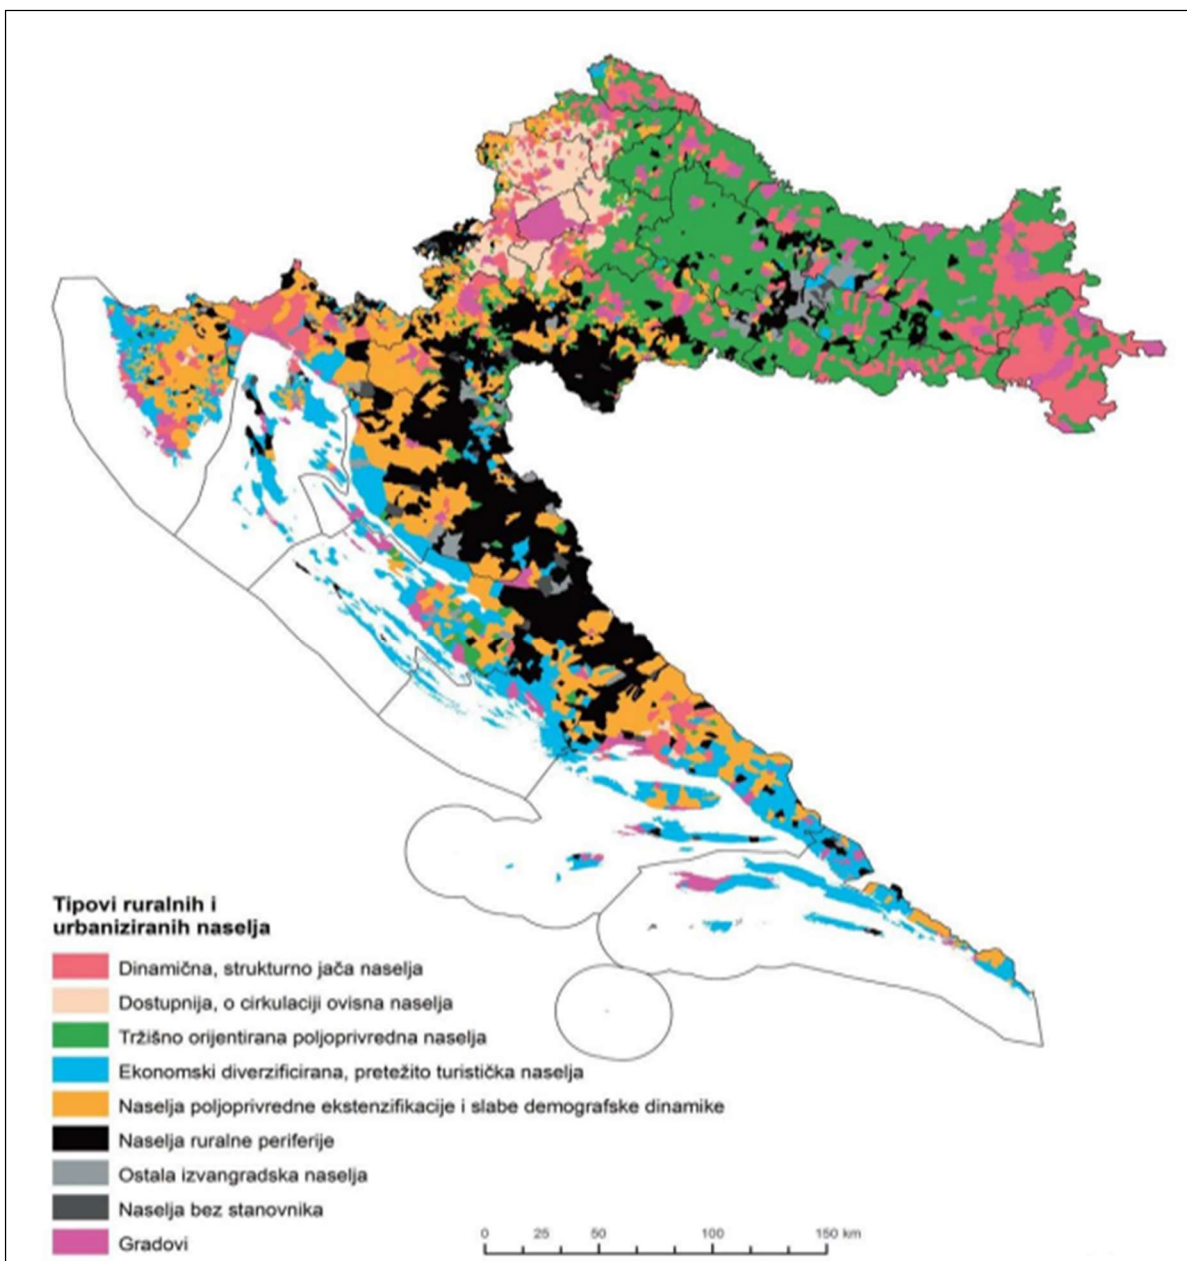 Tipovi ruralnih i
urbaniziranih naselja
Dinamična, strukturno jača naselja
Dostupnija, o cirkulaciji ovisna naselja
Tržišno orijentirana poljoprivredna naselja
Ekonomski diverzificirana, pretežito turistička naselja
Naselja poljoprivredne ekstenzifikacije i slabe demografske dinamike
Naselja ruralne periferije
Ostala izvangradska naselja
Naselja bez stanovnika
Gradovi
0 25 50 100 150 km